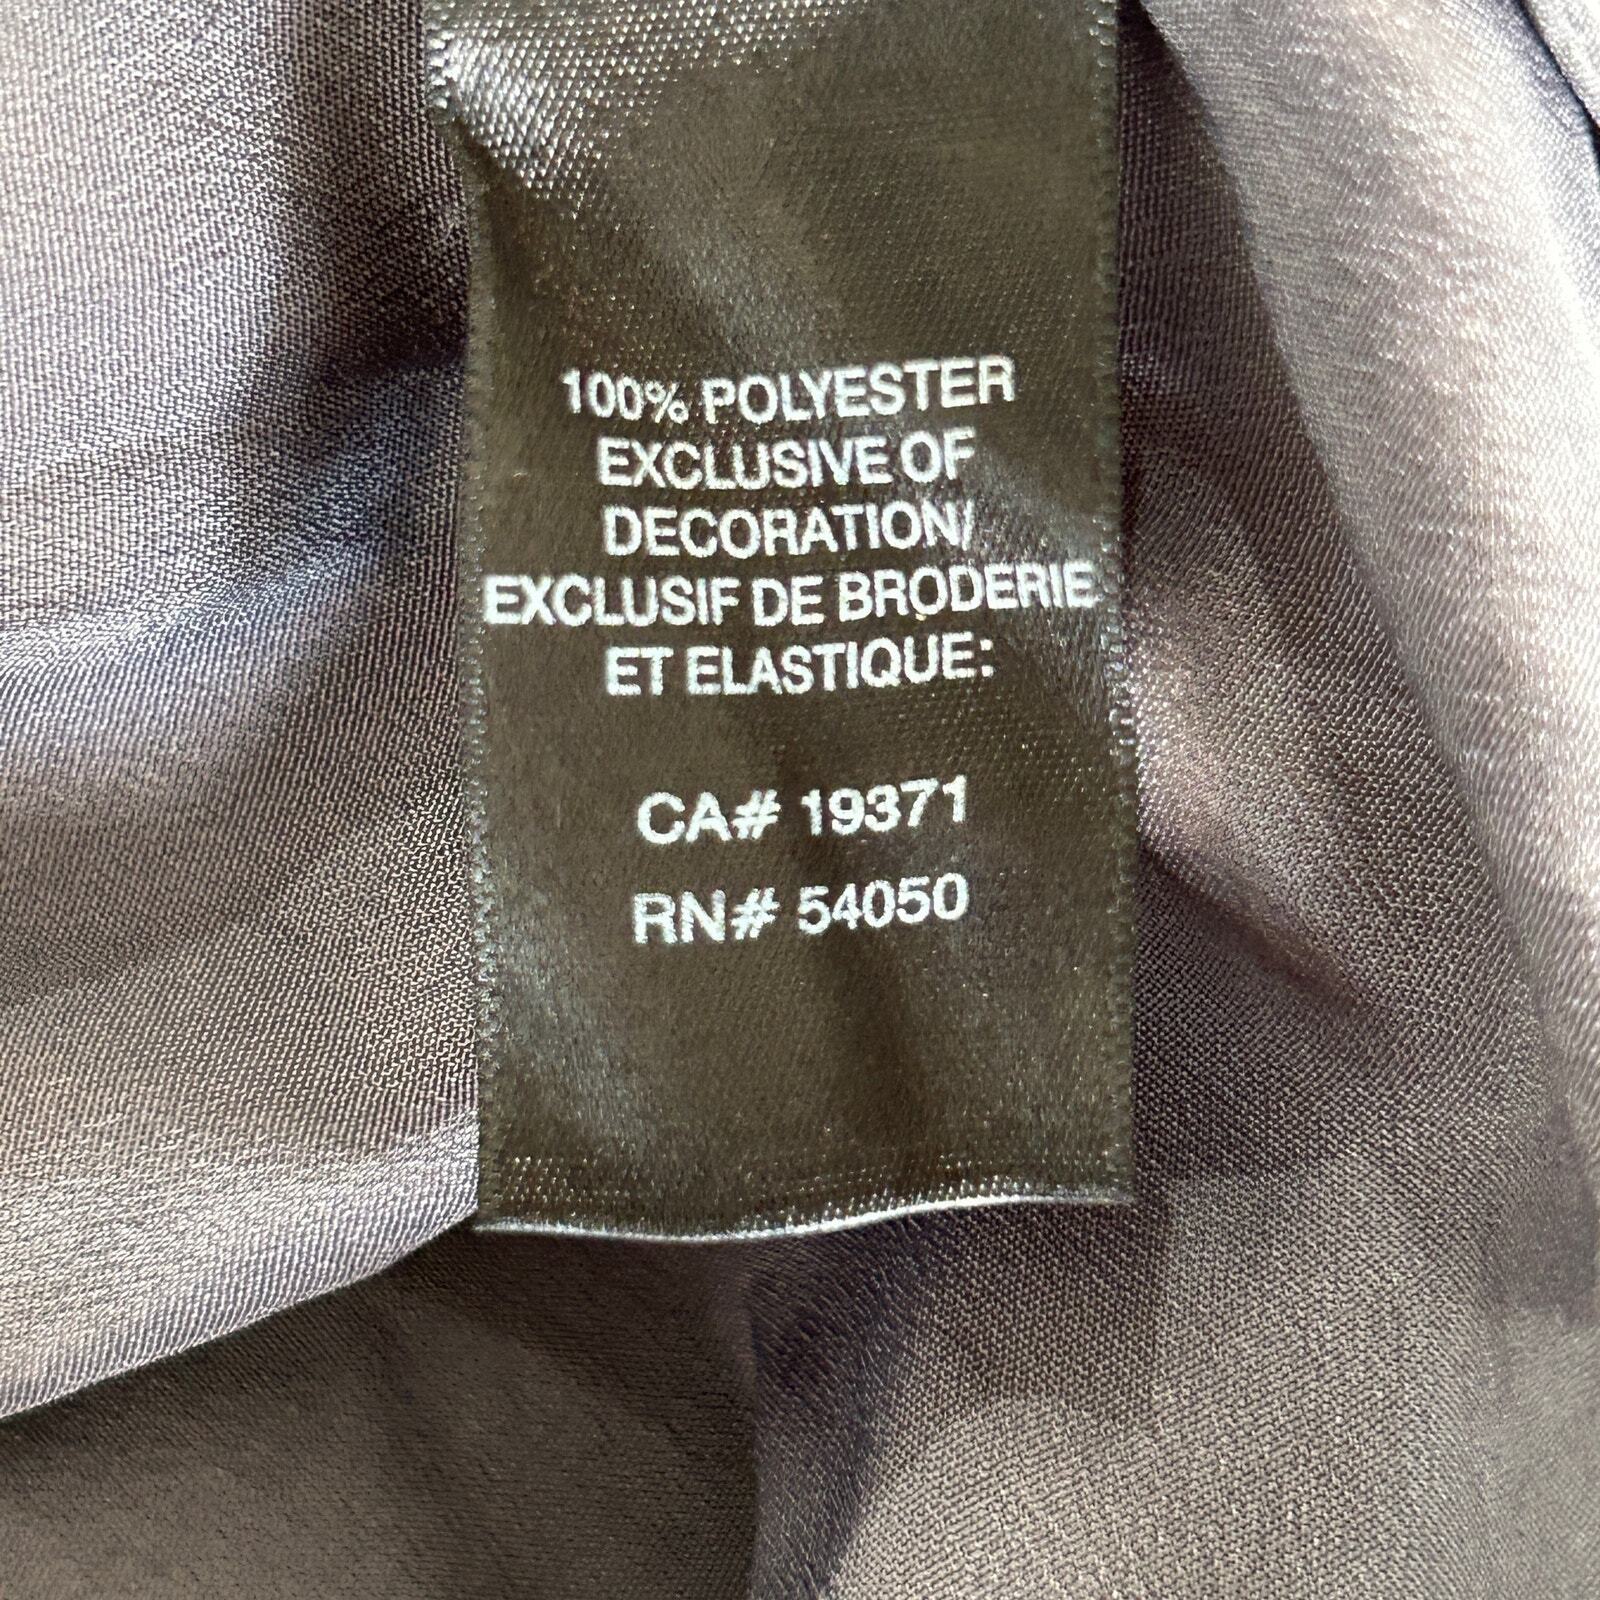 100% POLYESTER
EXCLUSIVE OF
DECORATION/
EXCLUSIF DE BRODERIE
ET ELASTIQUE:
CA# 19371
RN# 54050